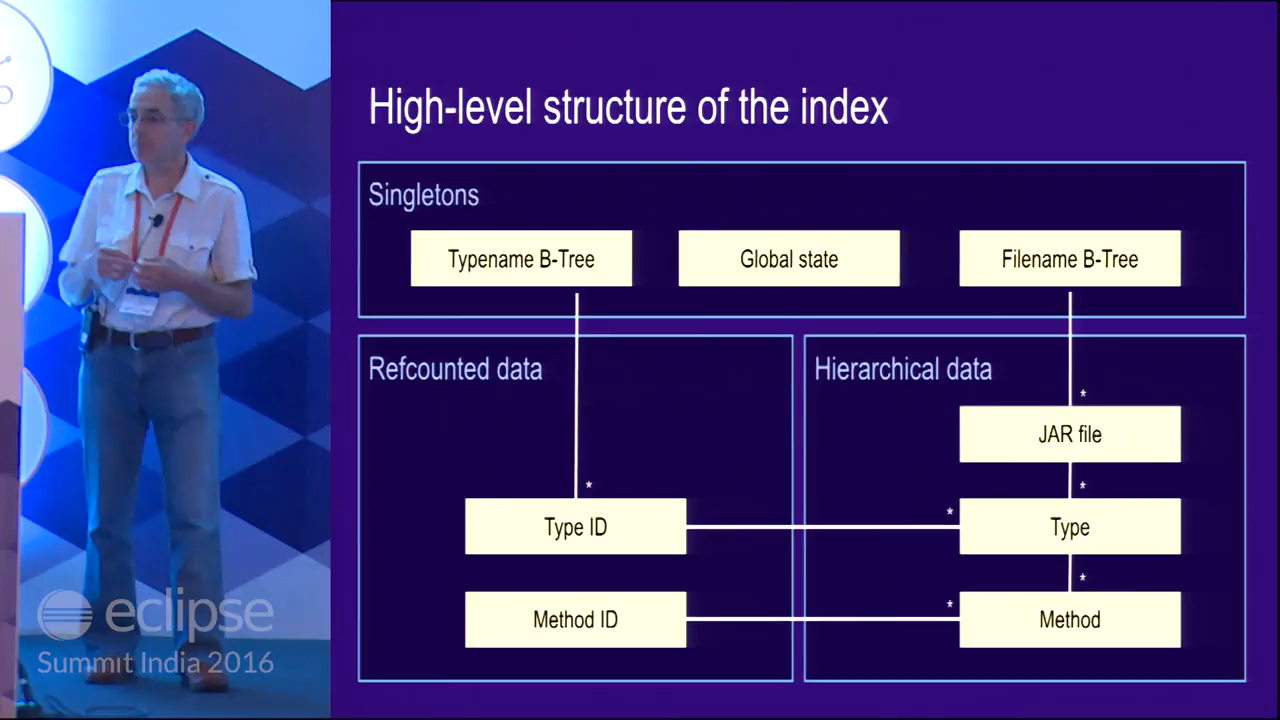 High-level structure of the index
Singletons
Typename B-Tree
Global state
Filename B-Tree
Refcounted data
Hierarchical data
*
JAR file
*
*
Type ID
*
Type
*
Method ID
*
Method
eclipse
Summit India 2016